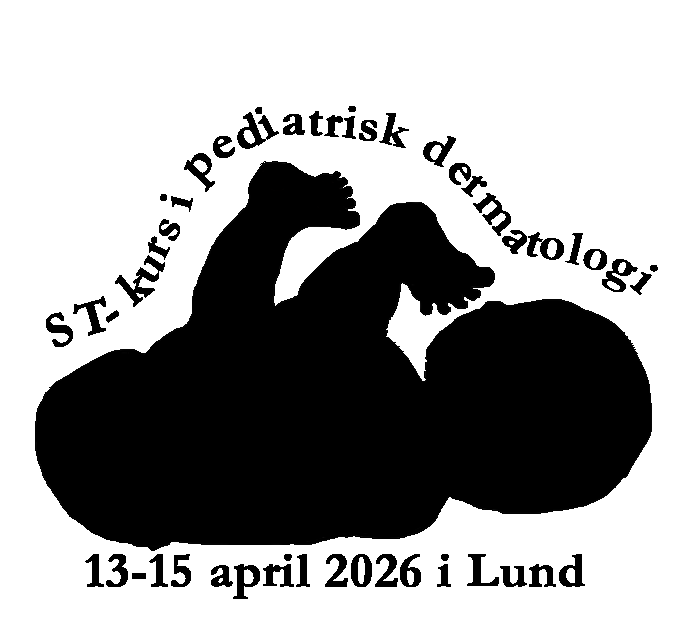 ST-kurs i pediatrisk dermatologi
13-15 april 2026 i Lund